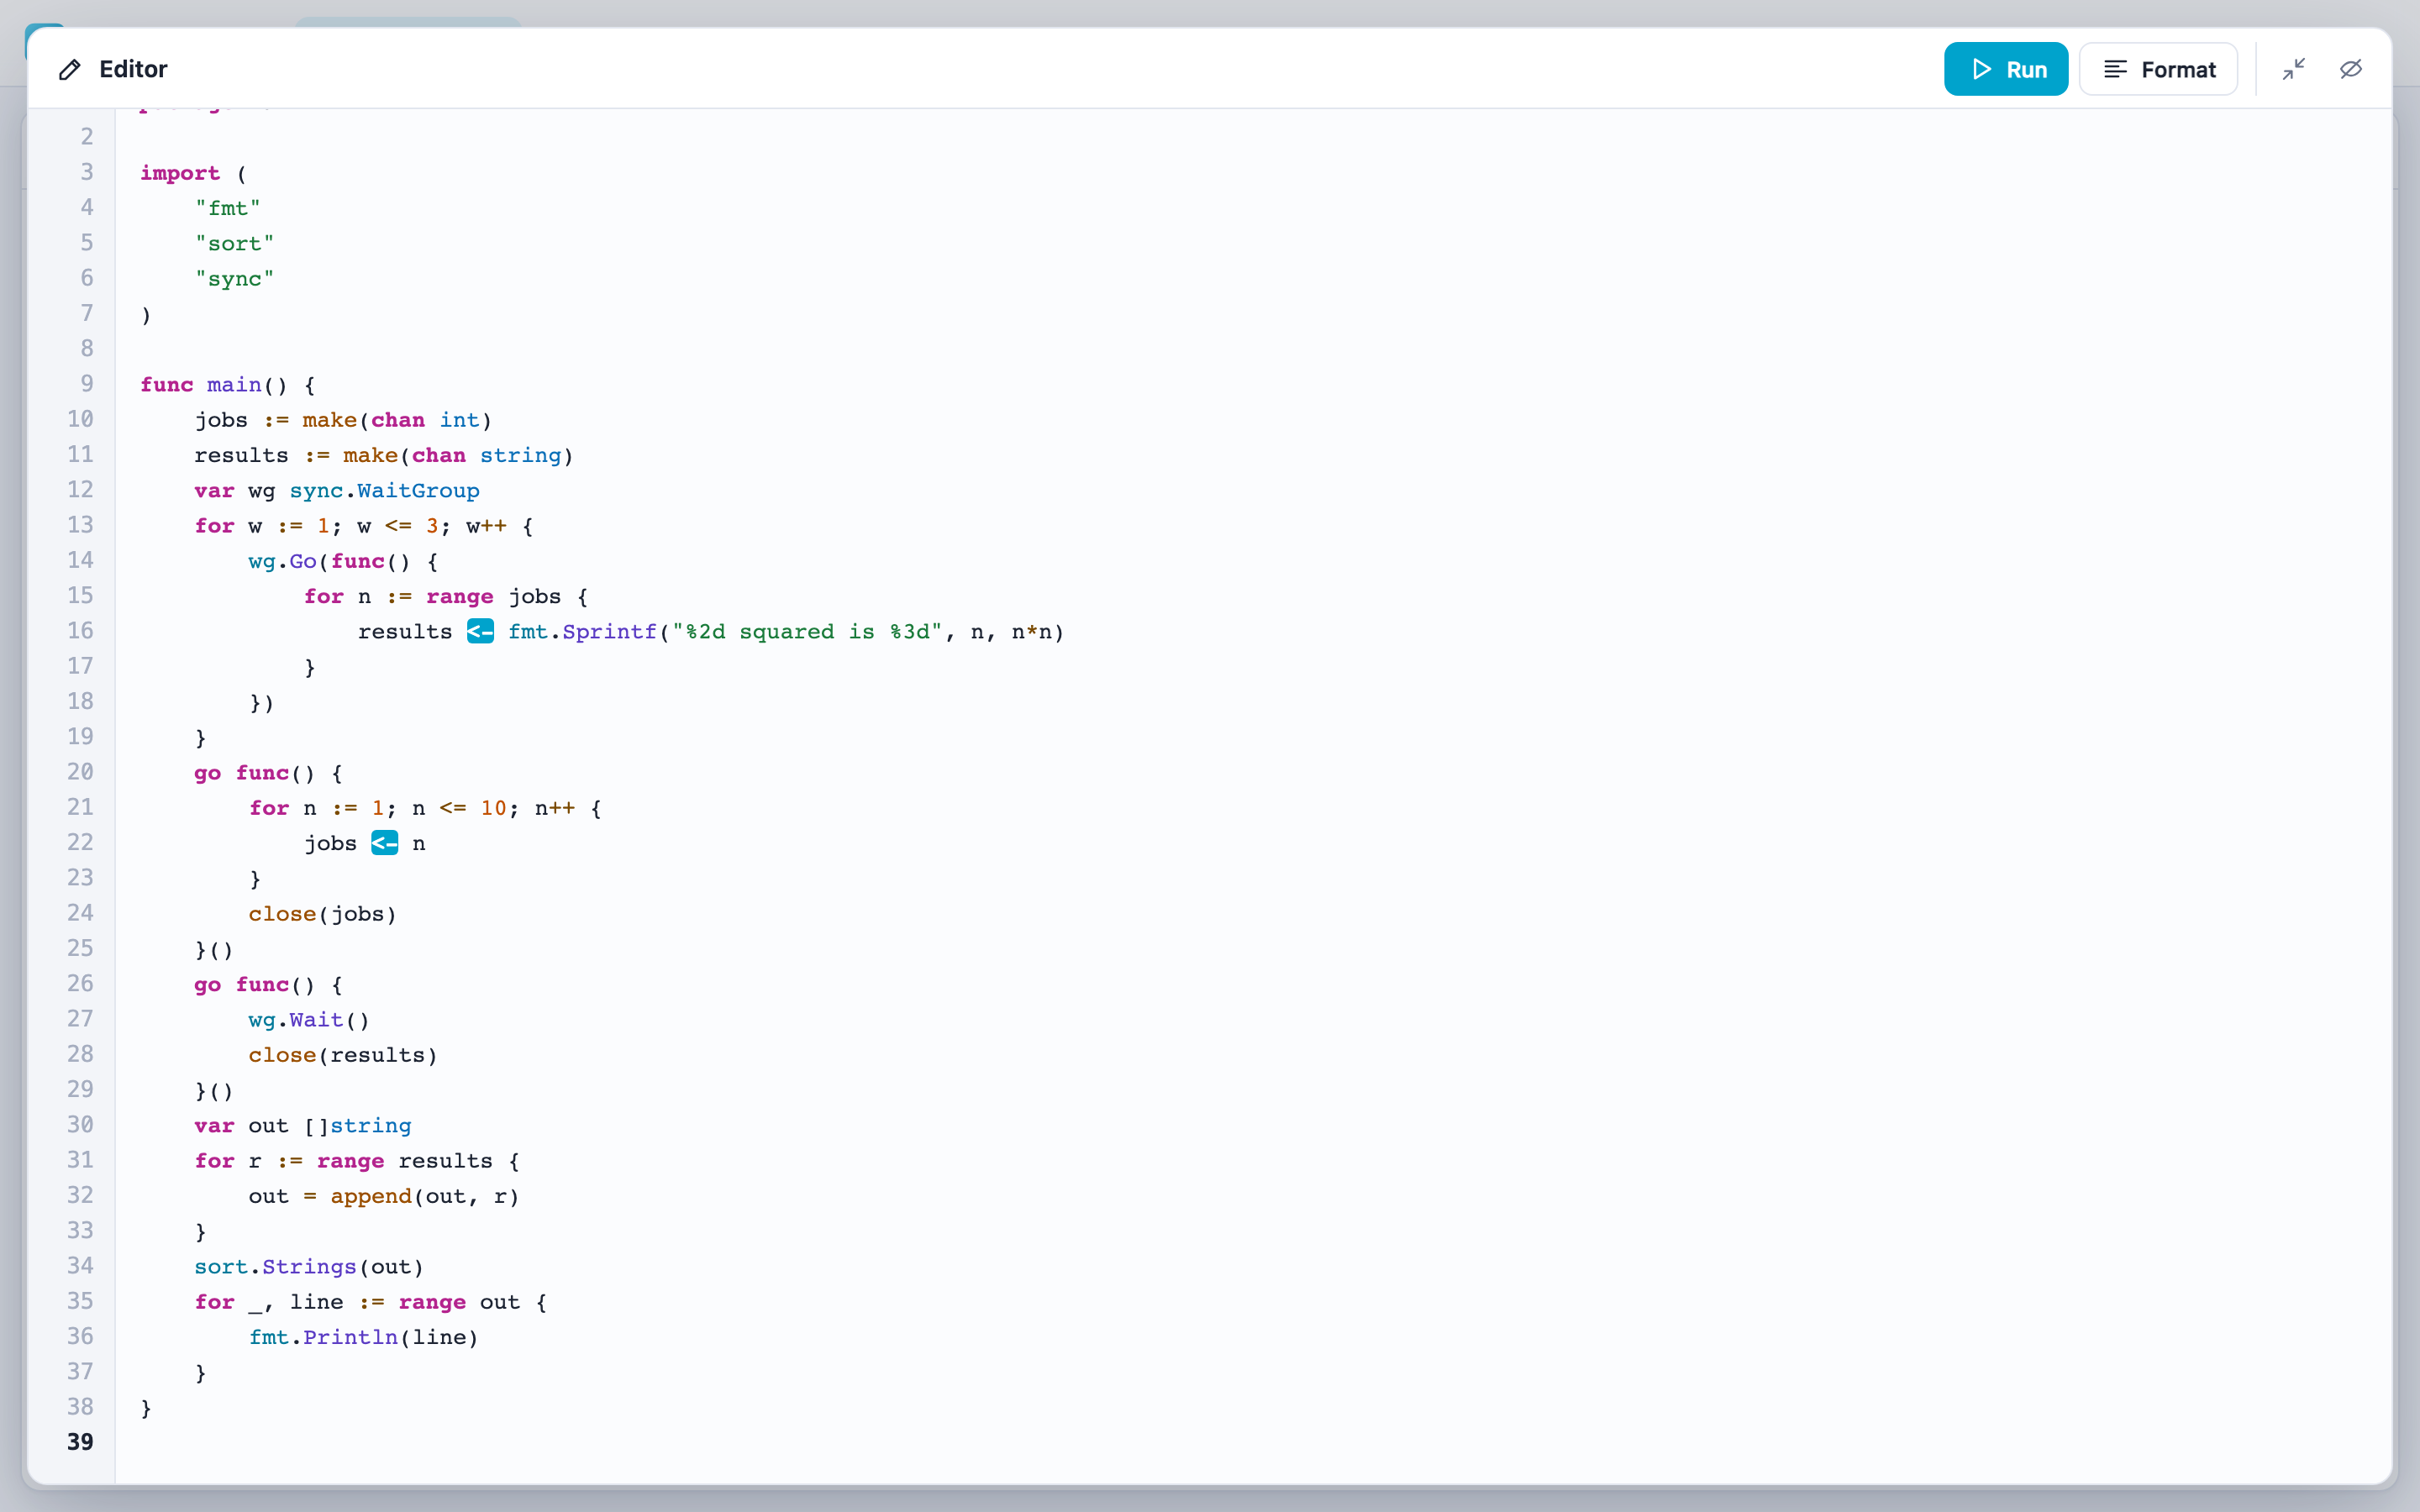 Editor
Run
Format
2
3 import (
4     "fmt"
5     "sort"
6     "sync"
7 )
8
9 func main() {
10     jobs := make(chan int)
11     results := make(chan string)
12     var wg sync.WaitGroup
13     for w := 1; w <= 3; w++ {
14         wg.Go(func() {
15             for n := range jobs {
16                 results <- fmt.Sprintf("%2d squared is %3d", n, n*n)
17             }
18         })
19     }
20     go func() {
21         for n := 1; n <= 10; n++ {
22             jobs <- n
23         }
24         close(jobs)
25     }()
26     go func() {
27         wg.Wait()
28         close(results)
29     }()
30     var out []string
31     for r := range results {
32         out = append(out, r)
33     }
34     sort.Strings(out)
35     for _, line := range out {
36         fmt.Println(line)
37     }
38 }
39